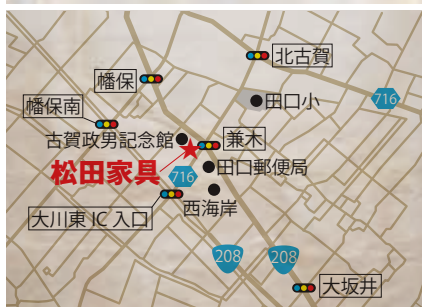 北古賀
幡保
田口小
716
幡保南
古賀政男記念館
兼木
松田家具
716
田口郵便局
西海岸
大川東 IC 入口
208
208
大坂井